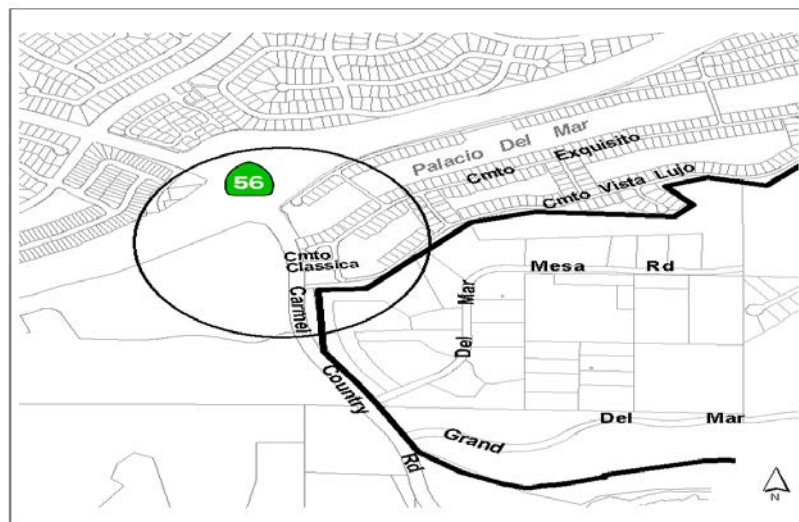 56
Palacio Del Mar
Cmto Exquisito
Cmto Vista Lujo
Cmto
Classica
Mesa Rd
Del Mar
Carmel Country Rd
Grand Del Mar
N